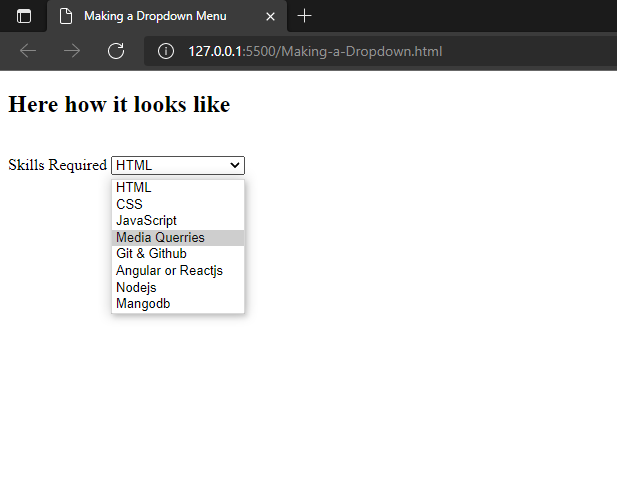 Making a Dropdown Menu
127.0.0.1:5500/Making-a-Dropdown.html
Here how it looks like
Skills Required HTML
HTML
CSS
JavaScript
Media Querries
Git & Github
Angular or Reactjs
Nodejs
Mangodb